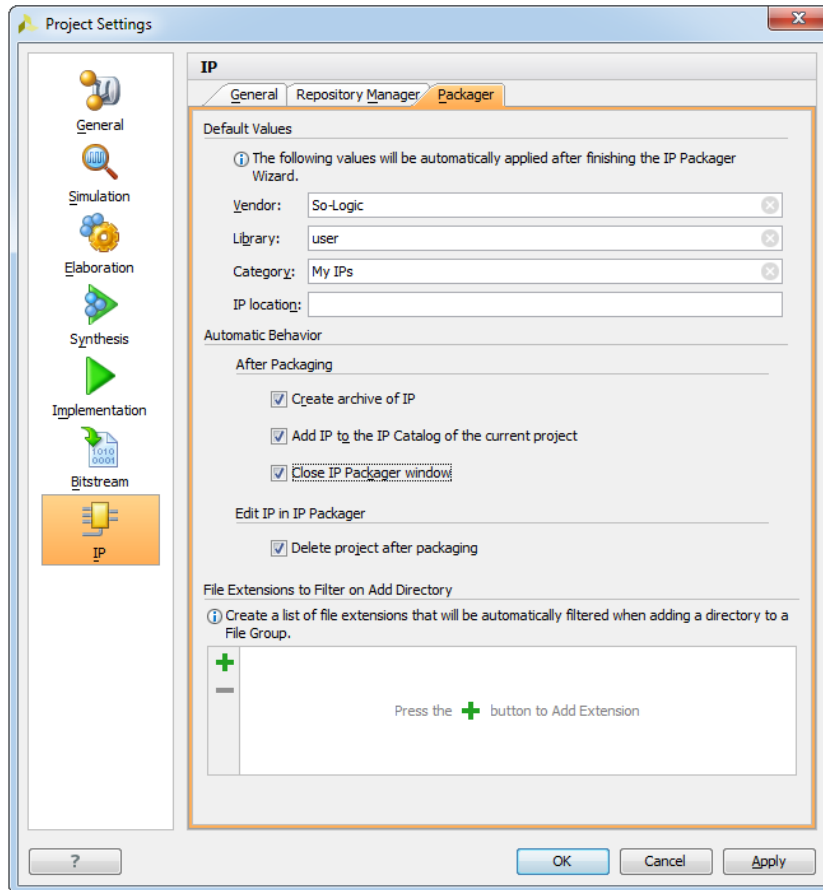 Project Settings
x
General
Simulation
Elaboration
Synthesis
Implementation
1010
0001
Bitstream
IP
IP
General
Repository Manager
Packager
Default Values
The following values will be automatically applied after finishing the IP Packager
Wizard.
Vendor: So-Logic
Library: user
Category: My IPs
IP location:
Automatic Behavior
After Packaging
Create archive of IP
Add IP to the IP Catalog of the current project
Close IP Packager window
Edit IP in IP Packager
Delete project after packaging
File Extensions to Filter on Add Directory
Create a list of file extensions that will be automatically filtered when adding a directory to a
File Group.
Press the + button to Add Extension
?
OK
Cancel
Apply